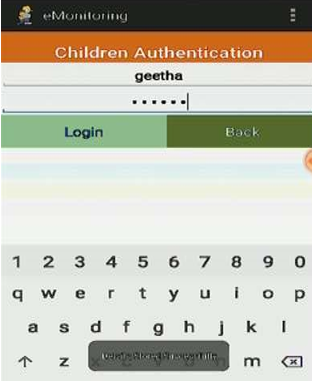 eMonitoring
Children Authentication
geetha
••••••
Login Back
1 2 3 4 5 6 7 8 9 0
q w e r t y u i o p
a s d f g h j k l
z m